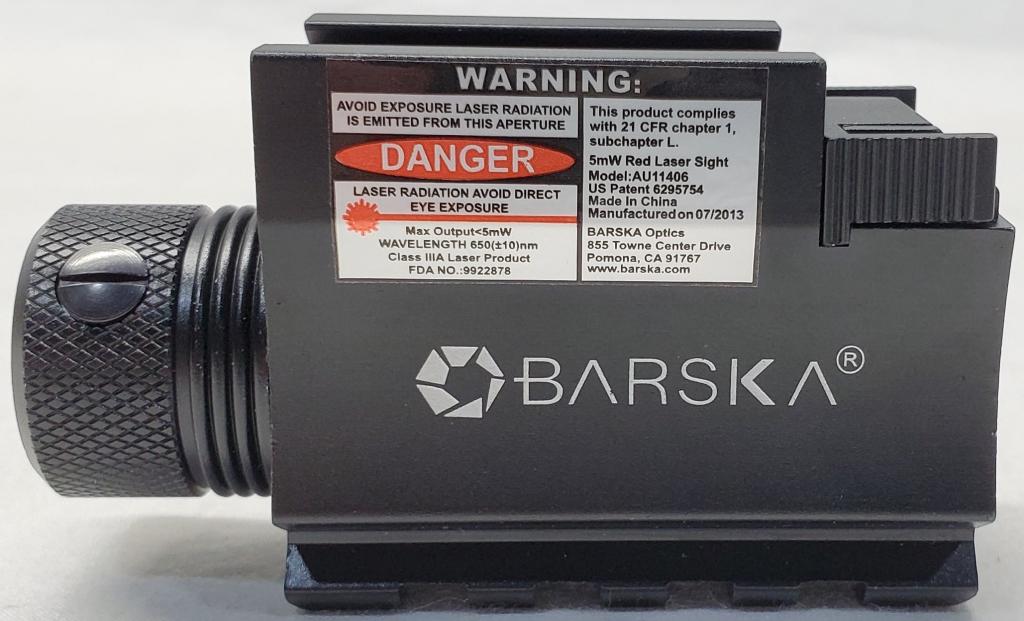 WARNING:
AVOID EXPOSURE LASER RADIATION
IS EMITTED FROM THIS APERTURE
DANGER
LASER RADIATION AVOID DIRECT
EYE EXPOSURE
Max Output<5mW
WAVELENGTH 650(±10)nm
Class IIIA Laser Product
FDA NO.:9922878
This product complies
with 21 CFR chapter 1,
subchapter L.
5mW Red Laser Sight
Model:AU11406
US Patent 6295754
Made In China
Manufactured on 07/2013
BARSKA Optics
855 Towne Center Drive
Pomona, CA 91767
www.barska.com
BARSKA®